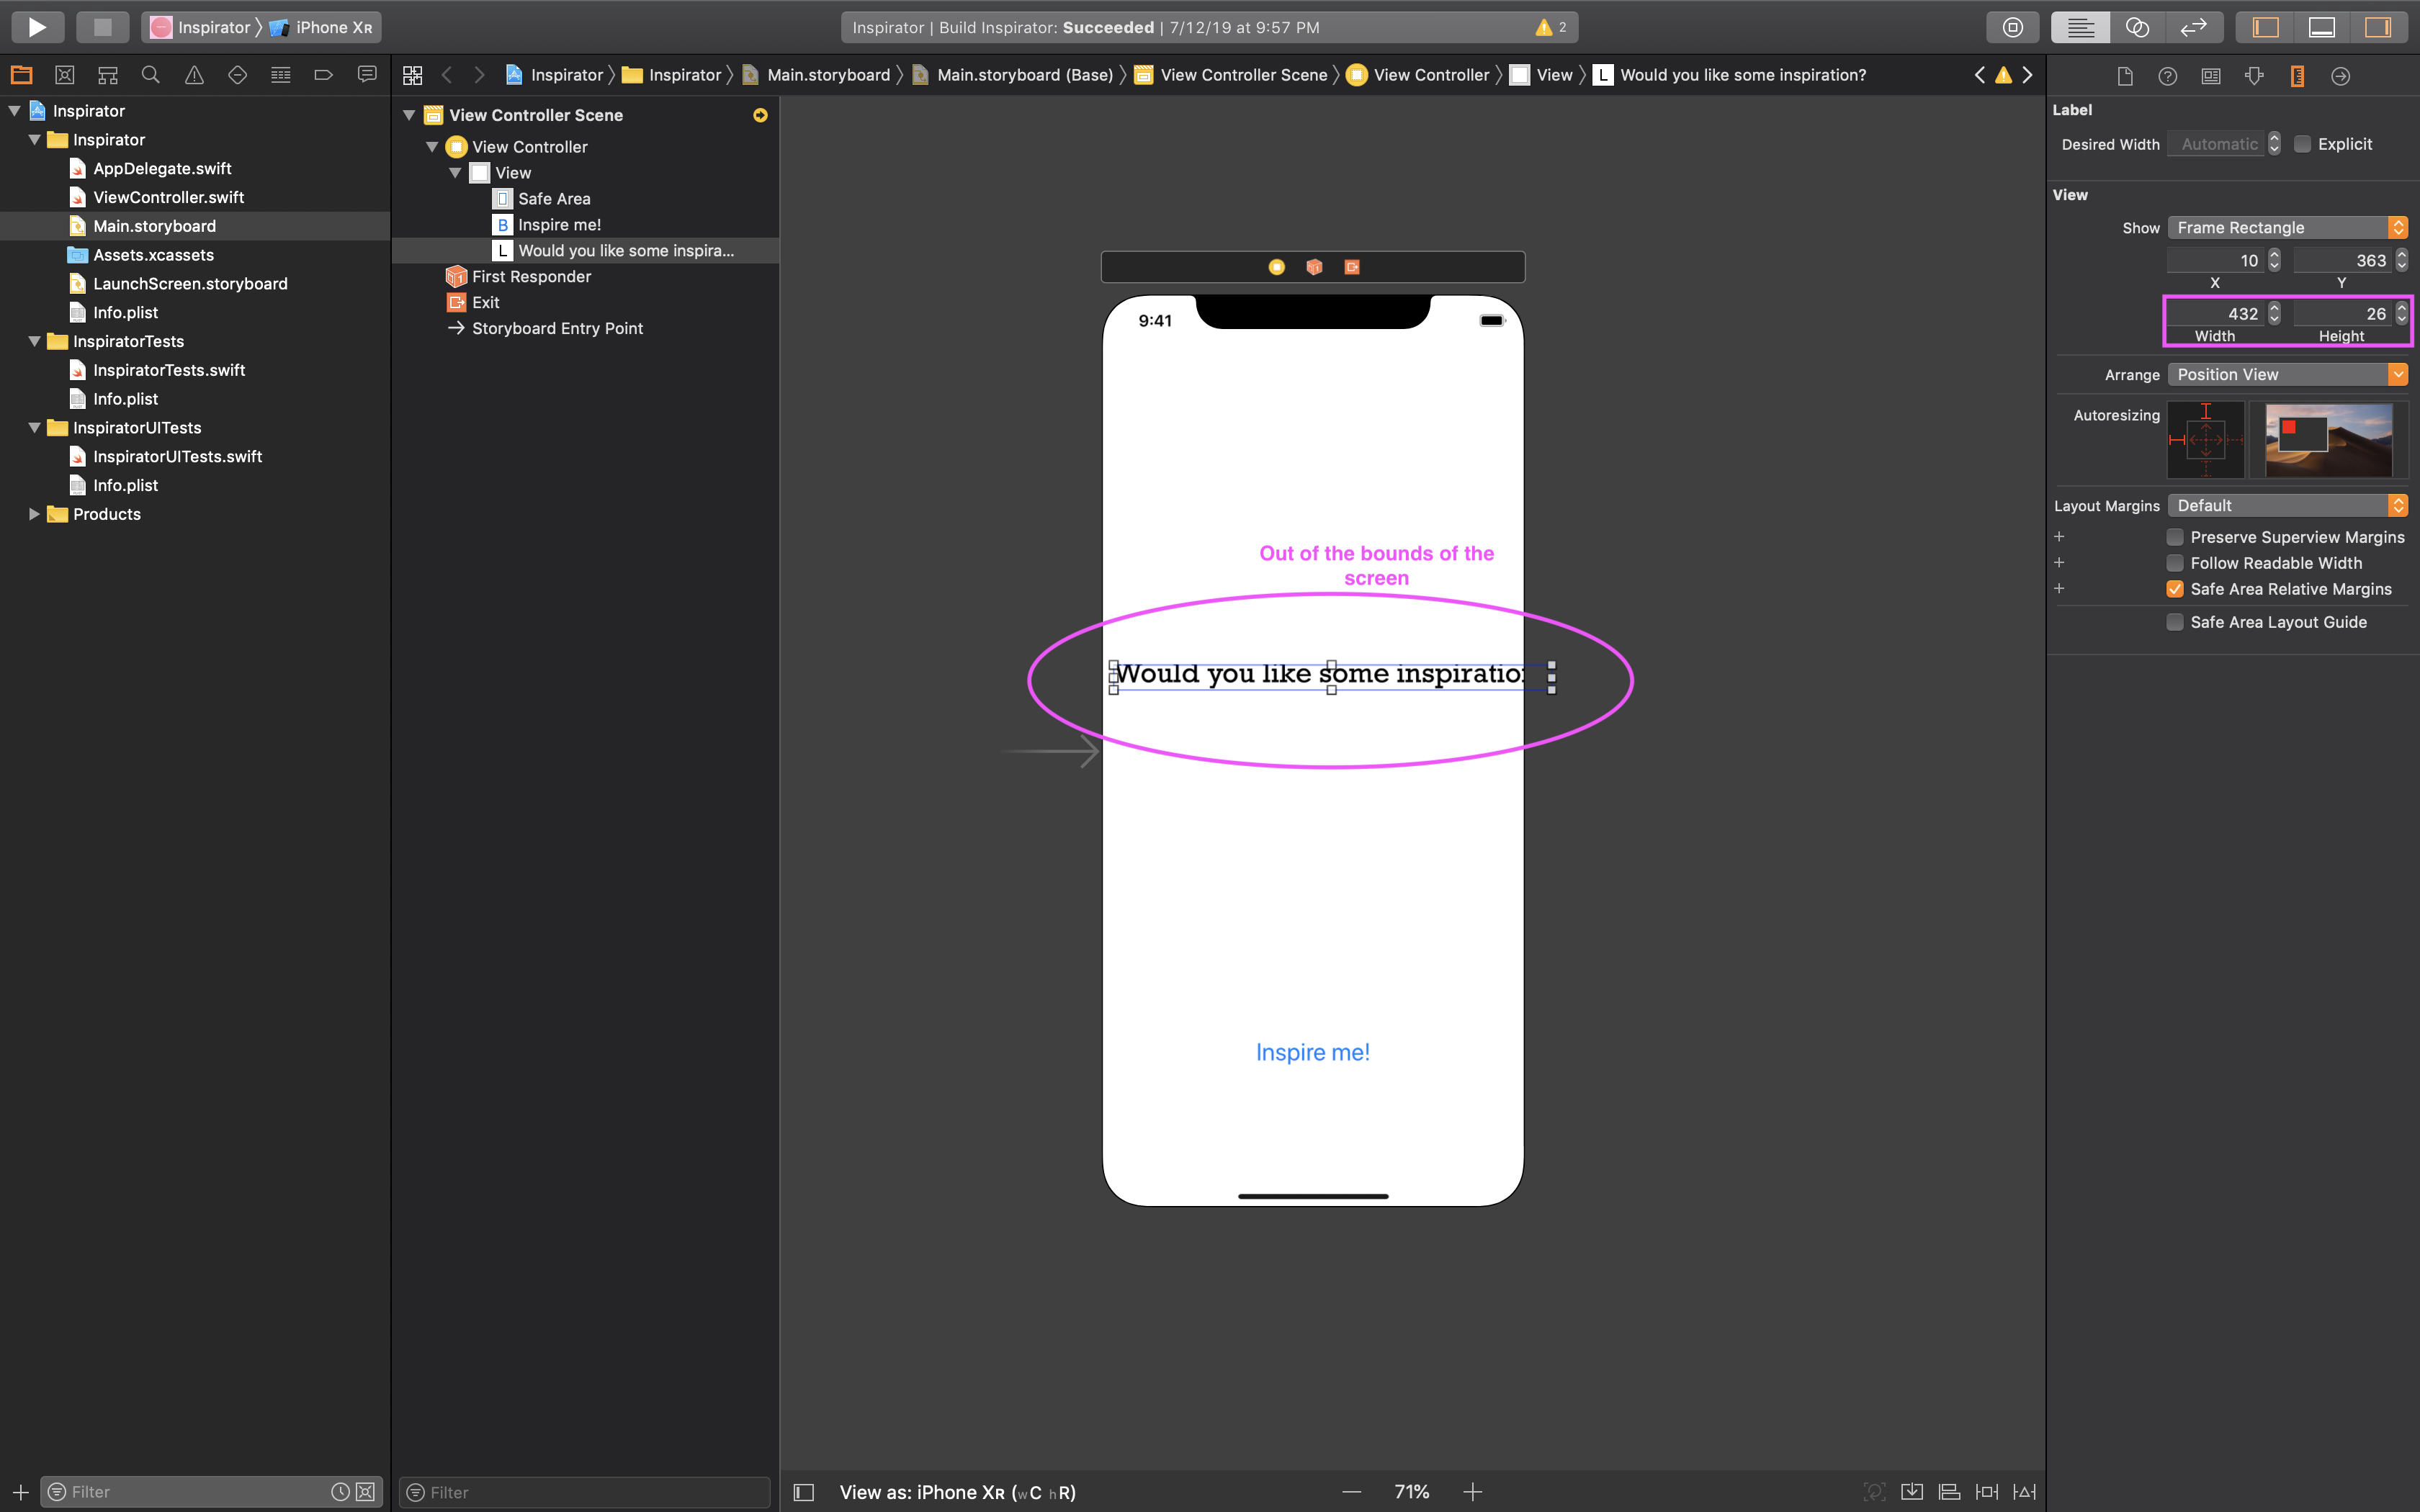 Inspirator 〉 iPhone XR
Inspirator | Build Inspirator: Succeeded | 7/12/19 at 9:57 PM
2
Inspirator 〉 Inspirator 〉 Main.storyboard 〉 Main.storyboard (Base) 〉 View Controller Scene 〉 View Controller 〉 View 〉 L Would you like some inspiration?
Inspirator
Inspirator
AppDelegate.swift
ViewController.swift
Main.storyboard
Assets.xcassets
LaunchScreen.storyboard
Info.plist
InspiratorTests
InspiratorTests.swift
Info.plist
InspiratorUITests
InspiratorUITests.swift
Info.plist
Products
Filter
View Controller Scene
View Controller
View
Safe Area
B Inspire me!
L Would you like some inspira...
First Responder
Exit
Storyboard Entry Point
Filter
9:41
Out of the bounds of the
screen
Would you like some inspiration
Inspire me!
View as: iPhone XR (wC hR)
71%
Label
Desired Width Automatic Explicit
View
Show Frame Rectangle
10 363
X Y
432 26
Width Height
Arrange Position View
Autoresizing
Layout Margins Default
Preserve Superview Margins
Follow Readable Width
Safe Area Relative Margins
Safe Area Layout Guide